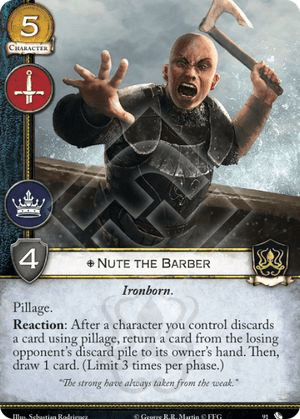 5
CHARACTER
4
NUTE THE BARBER
Ironborn.
Pillage.
Reaction: After a character you control discards
a card using pillage, return a card from the losing
opponent's discard pile to its owner's hand. Then,
draw 1 card. (Limit 3 times per phase.)
"The strong have always taken from the weak."
Illus. Sebastian Rodriguez © George R.R. Martin © FFG 91